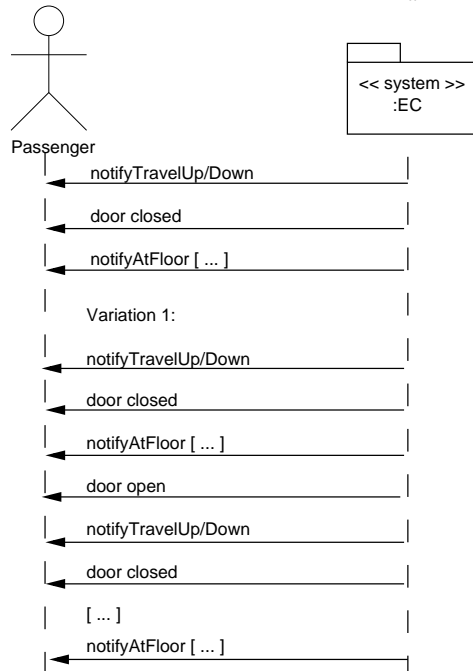 << system >>
:EC
Passenger
notifyTravelUp/Down
door closed
notifyAtFloor [ ... ]
Variation 1:
notifyTravelUp/Down
door closed
notifyAtFloor [ ... ]
door open
notifyTravelUp/Down
door closed
[ ... ]
notifyAtFloor [ ... ]